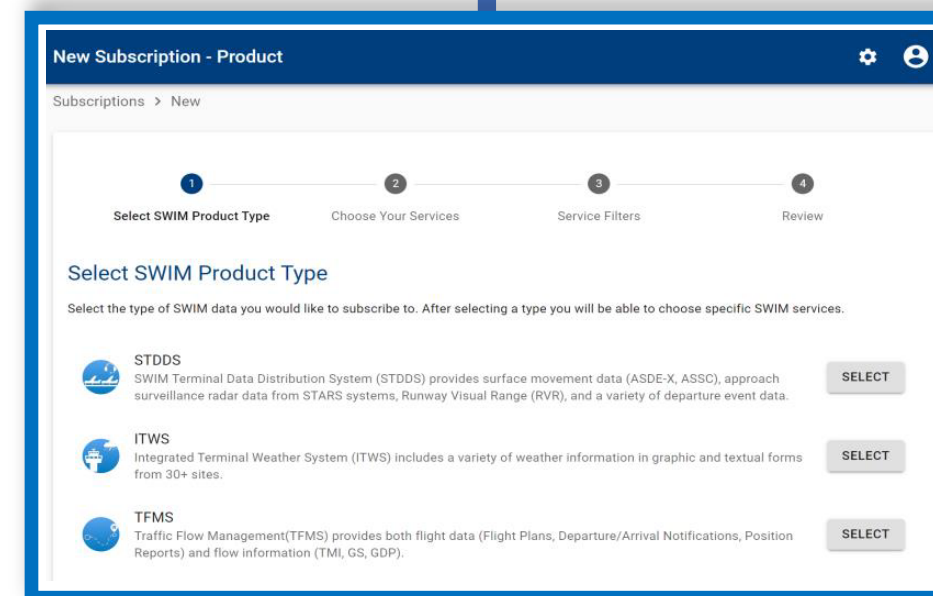 New Subscription - Product
Subscriptions > New
1 2 3 4
Select SWIM Product Type Choose Your Services Service Filters Review
Select SWIM Product Type
Select the type of SWIM data you would like to subscribe to. After selecting a type you will be able to choose specific SWIM services.
STDDS
SWIM Terminal Data Distribution System (STDDS) provides surface movement data (ASDE-X, ASSC), approach
surveillance radar data from STARS systems, Runway Visual Range (RVR), and a variety of departure event data.
SELECT
ITWS
Integrated Terminal Weather System (ITWS) includes a variety of weather information in graphic and textual forms
from 30+ sites.
SELECT
TFMS
Traffic Flow Management(TFMS) provides both flight data (Flight Plans, Departure/Arrival Notifications, Position
Reports) and flow information (TMI, GS, GDP).
SELECT